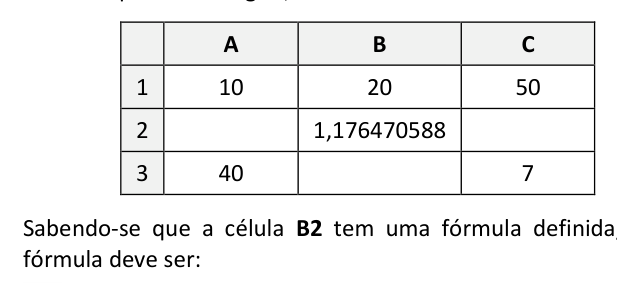 A B C
1 10 20 50
2 1,176470588
3 40 7
Sabendo-se que a célula B2 tem uma fórmula definida,
fórmula deve ser: